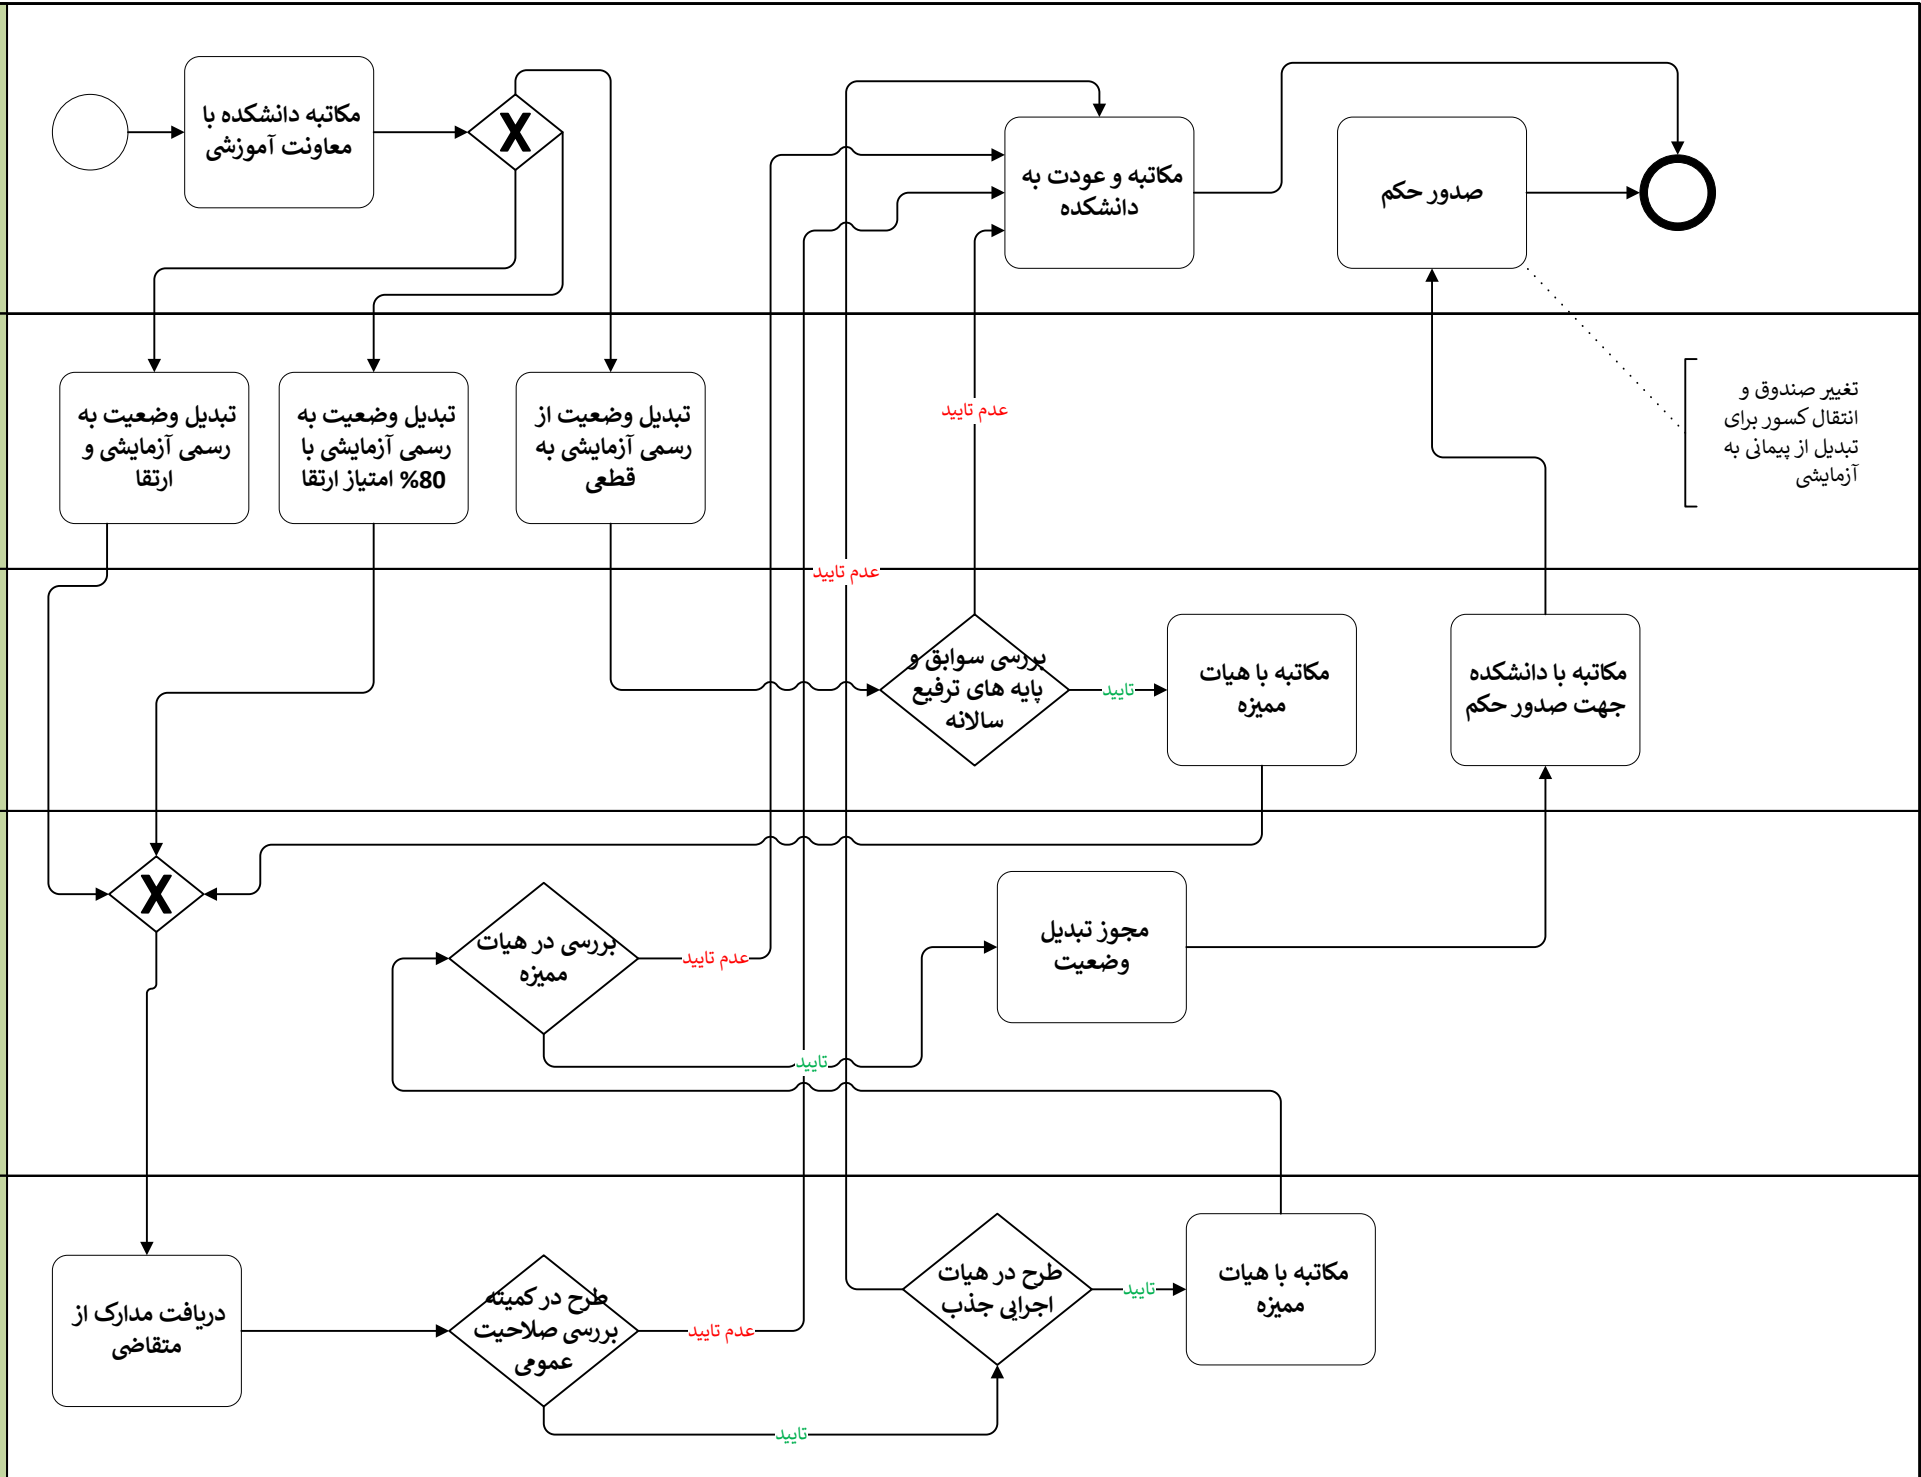 مکاتبه دانشکده با
معاونت آموزشی
X
مکاتبه و عودت به
دانشکده
صدور حکم
تبدیل وضعیت به
رسمی آزمایشی و
ارتقا
تبدیل وضعیت به
رسمی آزمایشی با
80% امتیاز ارتقا
تبدیل وضعیت از
رسمی آزمایشی به
قطعی
عدم تایید
تغییر صندوق و
انتقال کسور برای
تبدیل از پیمانی به
آزمایشی
عدم تایید
بررسی سوابق و
پایه های ترفیع
سالانه
تایید
مکاتبه با هیات
ممیزه
مکاتبه با دانشکده
جهت صدور حکم
X
بررسی در هیات
ممیزه
عدم تایید
تایید
مجوز تبدیل
وضعیت
دریافت مدارک از
متقاضی
طرح در کمیته
بررسی صلاحیت
عمومی
عدم تایید
تایید
طرح در هیات
اجرایی جذب
تایید
مکاتبه با هیات
ممیزه